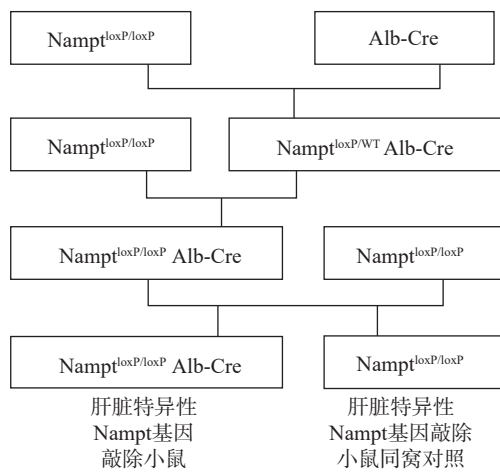 Nampt^loxP/loxP
Alb-Cre
Nampt^loxP/loxP
Nampt^loxP/WT Alb-Cre
Nampt^loxP/loxP Alb-Cre
Nampt^loxP/loxP
Nampt^loxP/loxP Alb-Cre
Nampt^loxP/loxP
肝脏特异性
Nampt基因
敲除小鼠
肝脏特异性
Nampt基因敲除
小鼠同窝对照